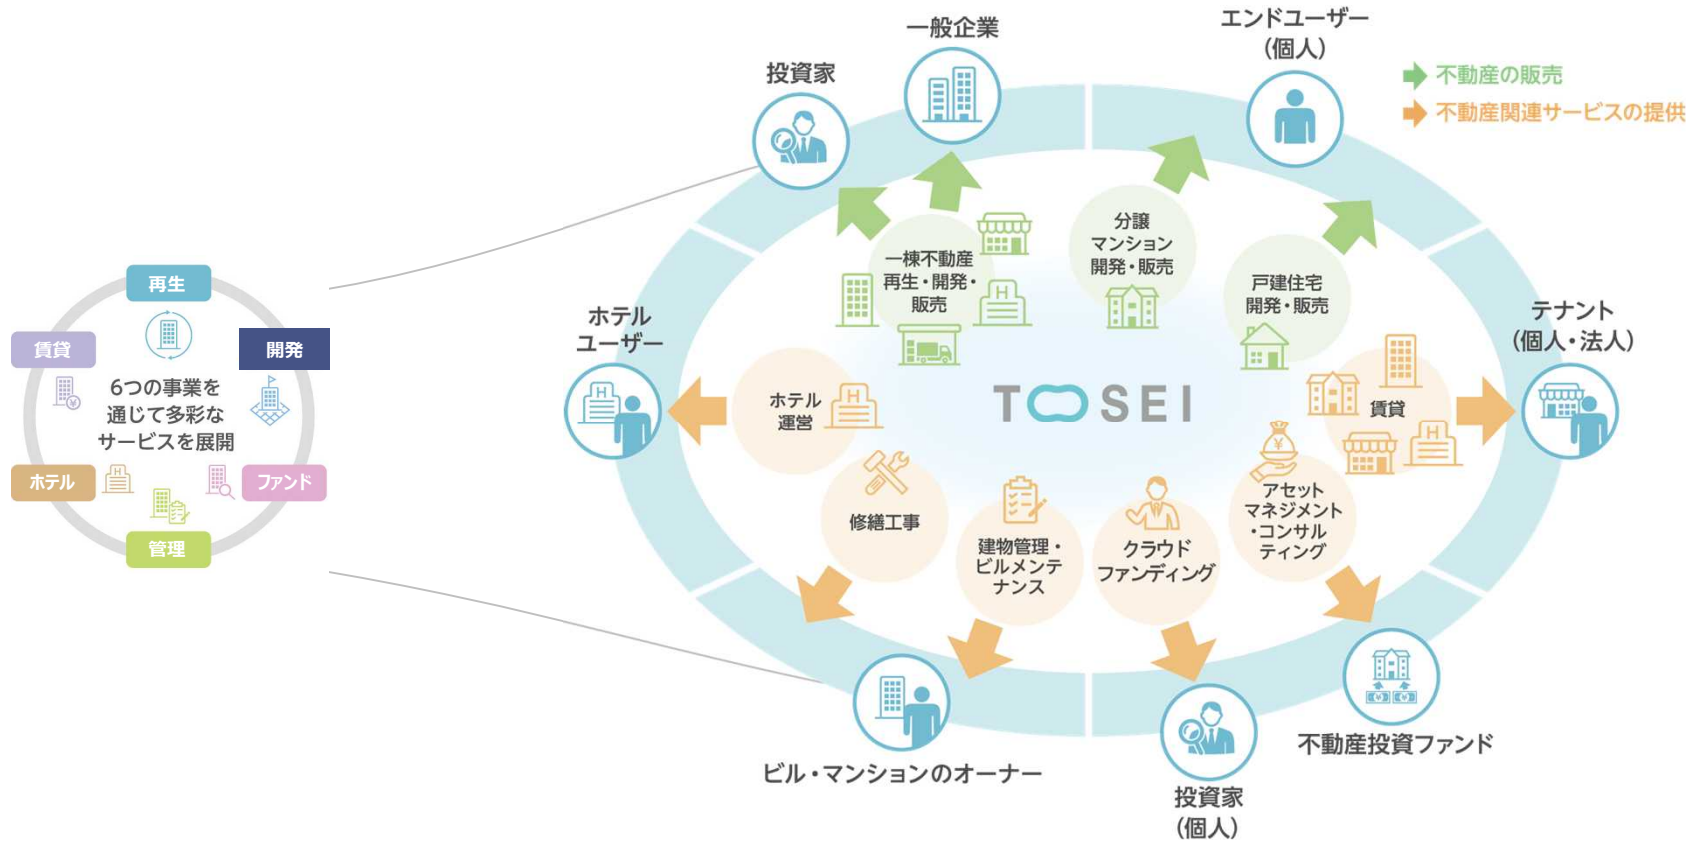 再生
賃貸
開発
6つの事業を
通じて多彩な
サービスを展開
ホテル
ファンド
管理
一般企業
投資家
エンドユーザー
（個人）
不動産の販売
不動産関連サービスの提供
一棟不動産
再生・開発・
販売
分譲
マンション
開発・販売
戸建住宅
開発・販売
ホテル
ユーザー
テナント
（個人・法人）
ホテル
運営
TOSEI
賃貸
修繕工事
建物管理・
ビルメンテ
ナンス
クラウド
ファンディング
アセット
マネジメント
・コンサル
ティング
ビル・マンションのオーナー
投資家
（個人）
不動産投資ファンド
H
H
H
H
¥
¥
¥
¥
H